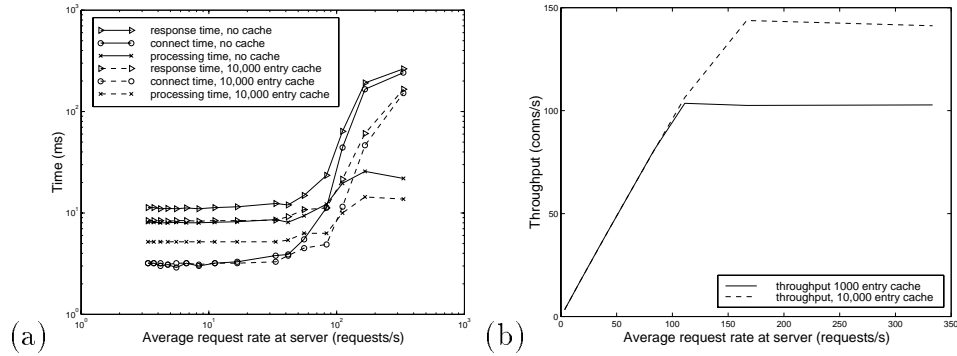 10³
10²
10¹
10⁰
Time (ms)
response time, no cache
connect time, no cache
processing time, no cache
response time, 10,000 entry cache
connect time, 10,000 entry cache
processing time, 10,000 entry cache
10⁰ 10¹ 10² 10³
Average request rate at server (requests/s)
(a)
150
100
50
0
Throughput (conns/s)
throughput 1000 entry cache
throughput, 10,000 entry cache
0 50 100 150 200 250 300 350
Average request rate at server (requests/s)
(b)